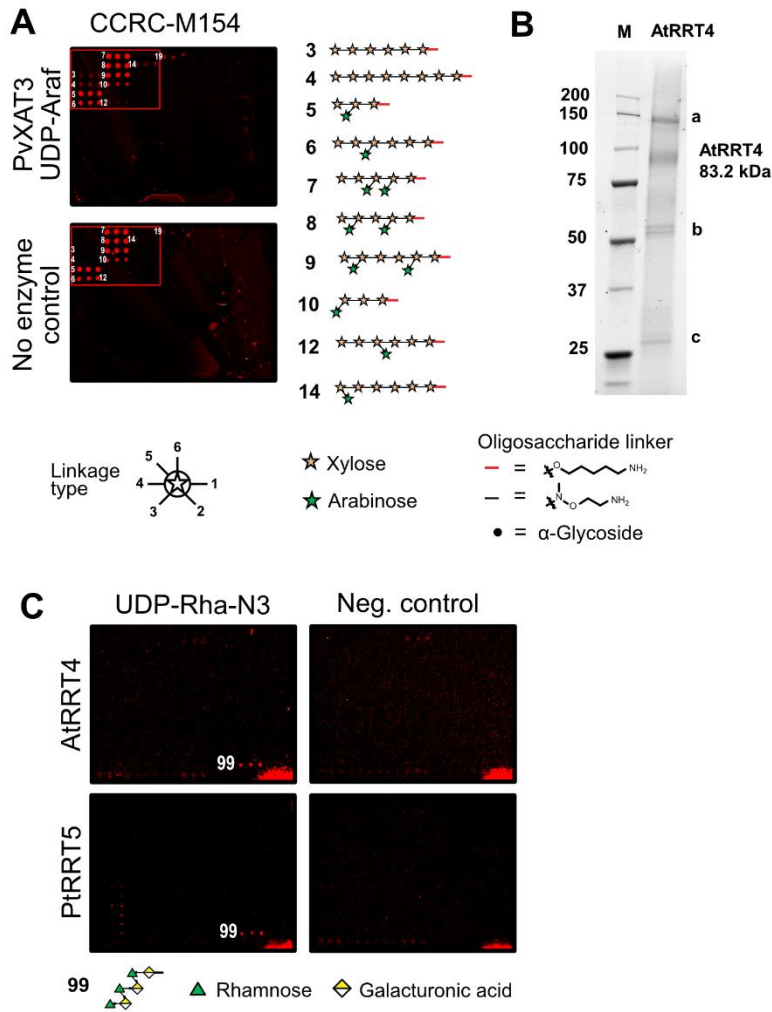 A
CCRC-M154
PvXAT3
UDP-Araf
7
19
8
14
3
9
4
10
5
6
12
No enzyme
control
7
19
8
14
3
9
4
10
5
6
12
3
4
5
6
7
8
9
10
12
14
B
M
AtRRT4
200
150
a
100
AtRRT4
83.2 kDa
75
b
50
37
c
25
Linkage
type
6
5
4
1
3
2
Xylose
Arabinose
Oligosaccharide linker
= O NH2
= N O NH2
= α-Glycoside
C
UDP-Rha-N3
Neg. control
AtRRT4
99
PtRRT5
99
99
Rhamnose
Galacturonic acid